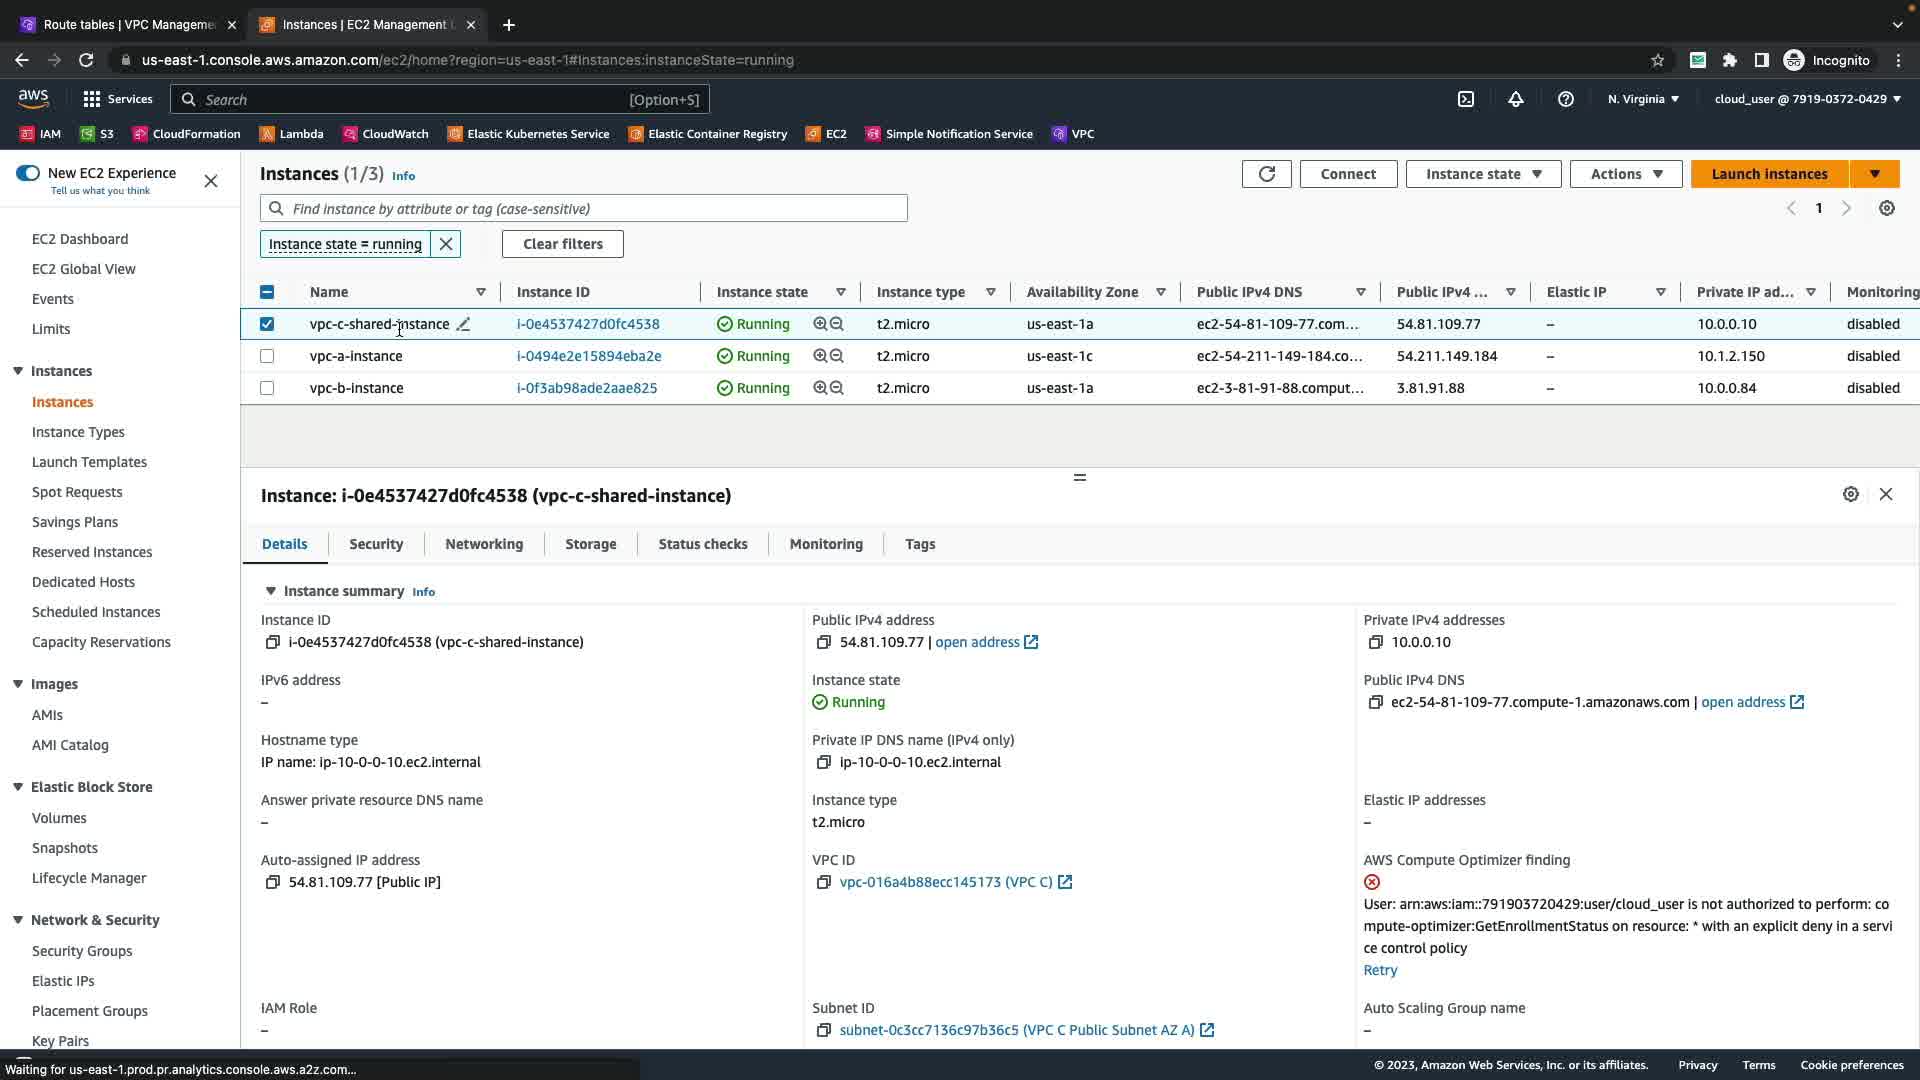 Route tables | VPC Manageme
Instances | EC2 Management
us-east-1.console.aws.amazon.com/ec2/home?region=us-east-1#Instances:instanceState=running
Incognito
aws
Services
Search
[Option+S]
N. Virginia
cloud_user @ 7919-0372-0429
IAM
S3
CloudFormation
Lambda
CloudWatch
Elastic Kubernetes Service
Elastic Container Registry
EC2
Simple Notification Service
VPC
New EC2 Experience
Tell us what you think
EC2 Dashboard
EC2 Global View
Events
Limits
Instances
Instances
Instance Types
Launch Templates
Spot Requests
Savings Plans
Reserved Instances
Dedicated Hosts
Scheduled Instances
Capacity Reservations
Images
AMIs
AMI Catalog
Elastic Block Store
Volumes
Snapshots
Lifecycle Manager
Network & Security
Security Groups
Elastic IPs
Placement Groups
Key Pairs
Instances (1/3) Info
Connect
Instance state
Actions
Launch instances
Find instance by attribute or tag (case-sensitive)
1
Instance state = running
Clear filters
Name Instance ID Instance state Instance type Availability Zone Public IPv4 DNS Public IPv4 ... Elastic IP Private IP ad... Monitoring
vpc-c-shared-instance i-0e4537427d0fc4538 Running t2.micro us-east-1a ec2-54-81-109-77.com... 54.81.109.77 – 10.0.0.10 disabled
vpc-a-instance i-0494e2e15894eba2e Running t2.micro us-east-1c ec2-54-211-149-184.co... 54.211.149.184 – 10.1.2.150 disabled
vpc-b-instance i-0f3ab98ade2aae825 Running t2.micro us-east-1a ec2-3-81-91-88.comput... 3.81.91.88 – 10.0.0.84 disabled
Instance: i-0e4537427d0fc4538 (vpc-c-shared-instance)
Details
Security
Networking
Storage
Status checks
Monitoring
Tags
Instance summary Info
Instance ID
i-0e4537427d0fc4538 (vpc-c-shared-instance)
Public IPv4 address
54.81.109.77 | open address
Private IPv4 addresses
10.0.0.10
IPv6 address
–
Instance state
Running
Public IPv4 DNS
ec2-54-81-109-77.compute-1.amazonaws.com | open address
Hostname type
IP name: ip-10-0-0-10.ec2.internal
Private IP DNS name (IPv4 only)
ip-10-0-0-10.ec2.internal
Answer private resource DNS name
–
Instance type
t2.micro
Elastic IP addresses
–
Auto-assigned IP address
54.81.109.77 [Public IP]
VPC ID
vpc-016a4b88ecc145173 (VPC C)
AWS Compute Optimizer finding
User: arn:aws:iam::791903720429:user/cloud_user is not authorized to perform: co
mpute-optimizer:GetEnrollmentStatus on resource: * with an explicit deny in a servi
ce control policy
Retry
IAM Role
–
Subnet ID
subnet-0c3cc7136c97b36c5 (VPC C Public Subnet AZ A)
Auto Scaling Group name
–
Waiting for us-east-1.prod.pr.analytics.console.aws.a2z.com...
© 2023, Amazon Web Services, Inc. or its affiliates.
Privacy
Terms
Cookie preferences